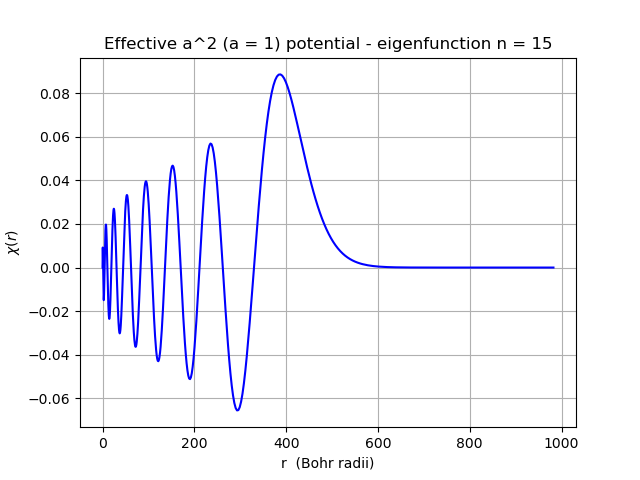 Effective a^2 (a = 1) potential - eigenfunction n = 15
0.08
0.06
0.04
0.02
0.00
−0.02
−0.04
−0.06
χ(r)
0 200 400 600 800 1000
r (Bohr radii)